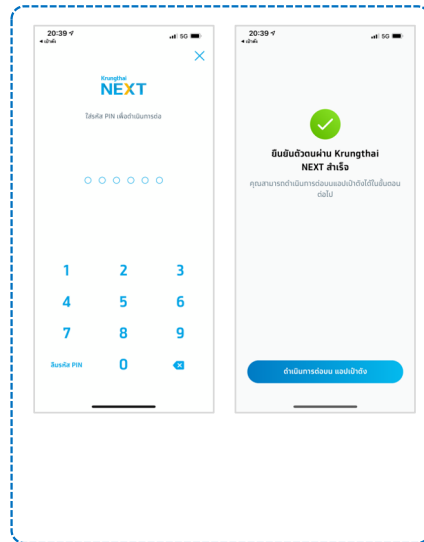 20:39
5G
◀ เป๋าตัง
Krungthai
NEXT
ใส่รหัส PIN เพื่อดำเนินการต่อ
1 2 3
4 5 6
7 8 9
ลืมรหัส PIN 0
20:39
5G
◀ เป๋าตัง
ยืนยันตัวตนผ่าน Krungthai
NEXT สำเร็จ
คุณสามารถดำเนินการต่อบนแอปเป๋าตังได้ในขั้นตอน
ต่อไป
ดำเนินการต่อบน แอปเป๋าตัง